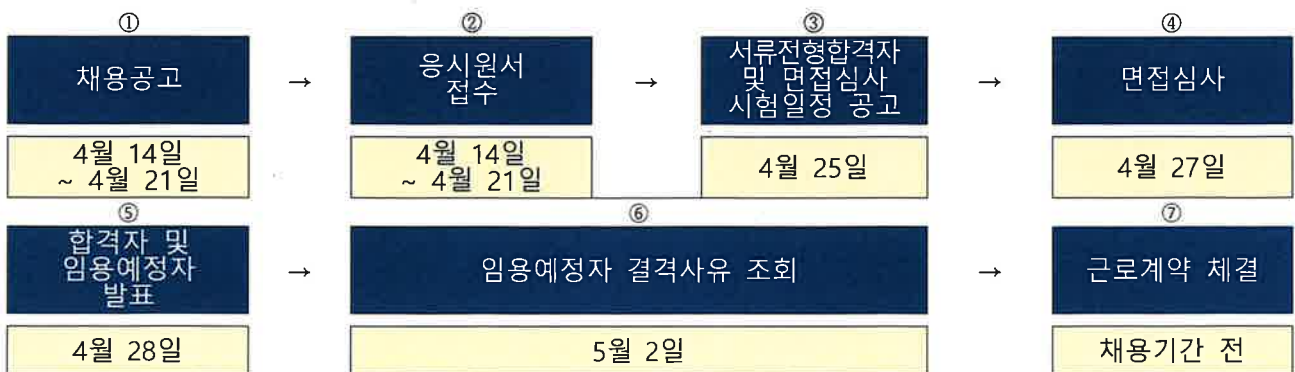 ① ② ③ ④
채용공고 → 응시원서 접수 → 서류전형합격자 및 면접심사 시험일정 공고 → 면접심사
4월 14일 ~ 4월 21일 4월 14일 ~ 4월 21일 4월 25일 4월 27일
⑤ ⑥ ⑦
합격자 및 임용예정자 발표 → 임용예정자 결격사유 조회 → 근로계약 체결
4월 28일 5월 2일 채용기간 전